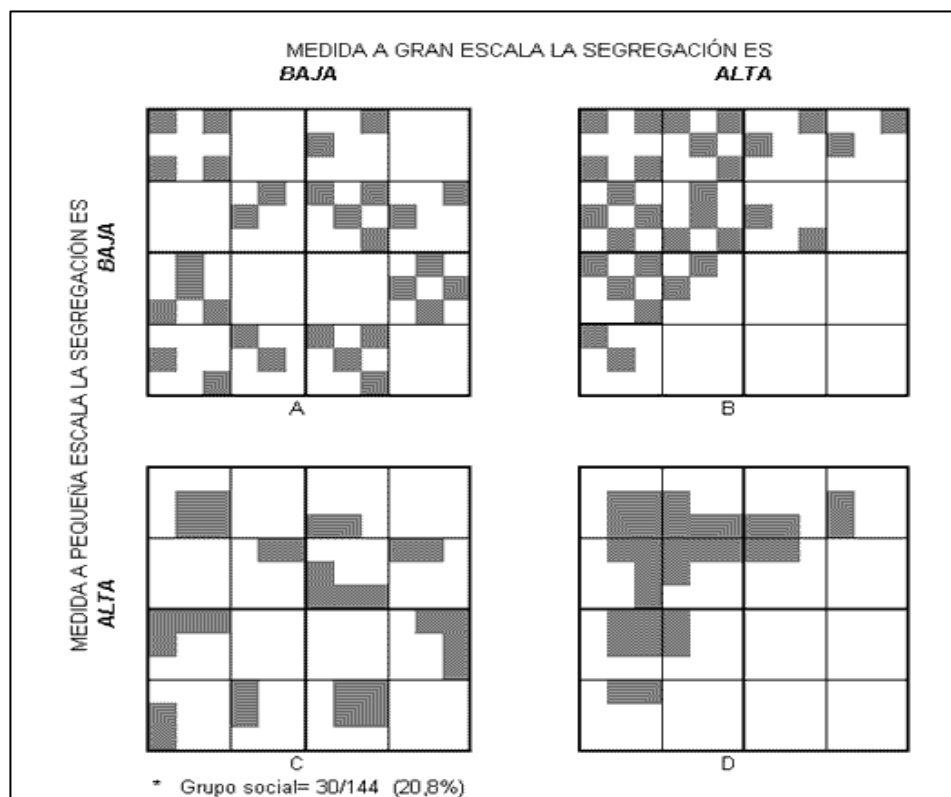 MEDIDA A GRAN ESCALA LA SEGREGACIÓN ES
BAJA ALTA
MEDIDA A PEQUEÑA ESCALA LA SEGREGACIÓN ES
BAJA
ALTA
A B
C D
* Grupo social= 30/144 (20,8%)